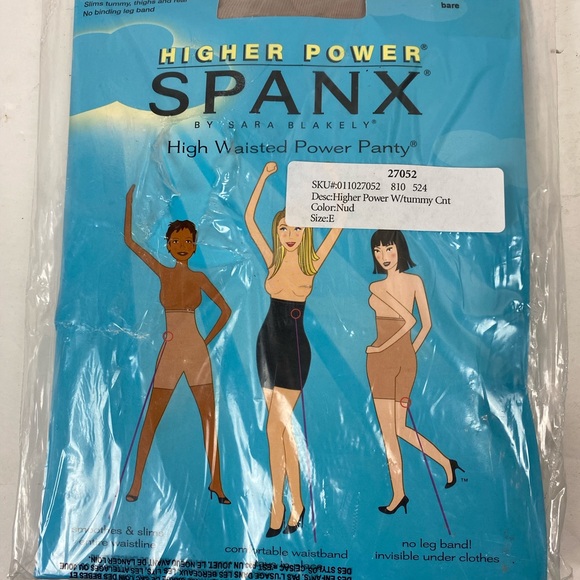 Slims tummy, thighs and rear
No binding leg band
bare
HIGHER POWER®
SPANX®
BY SARA BLAKELY®
High Waisted Power Panty®
27052
SKU#:011027052 810 524
Desc:Higher Power W/tummy Cnt
Color:Nud
Size:E
TM
smoothes & slims
entire waistline
comfortable waistband
no leg band!
invisible under clothes